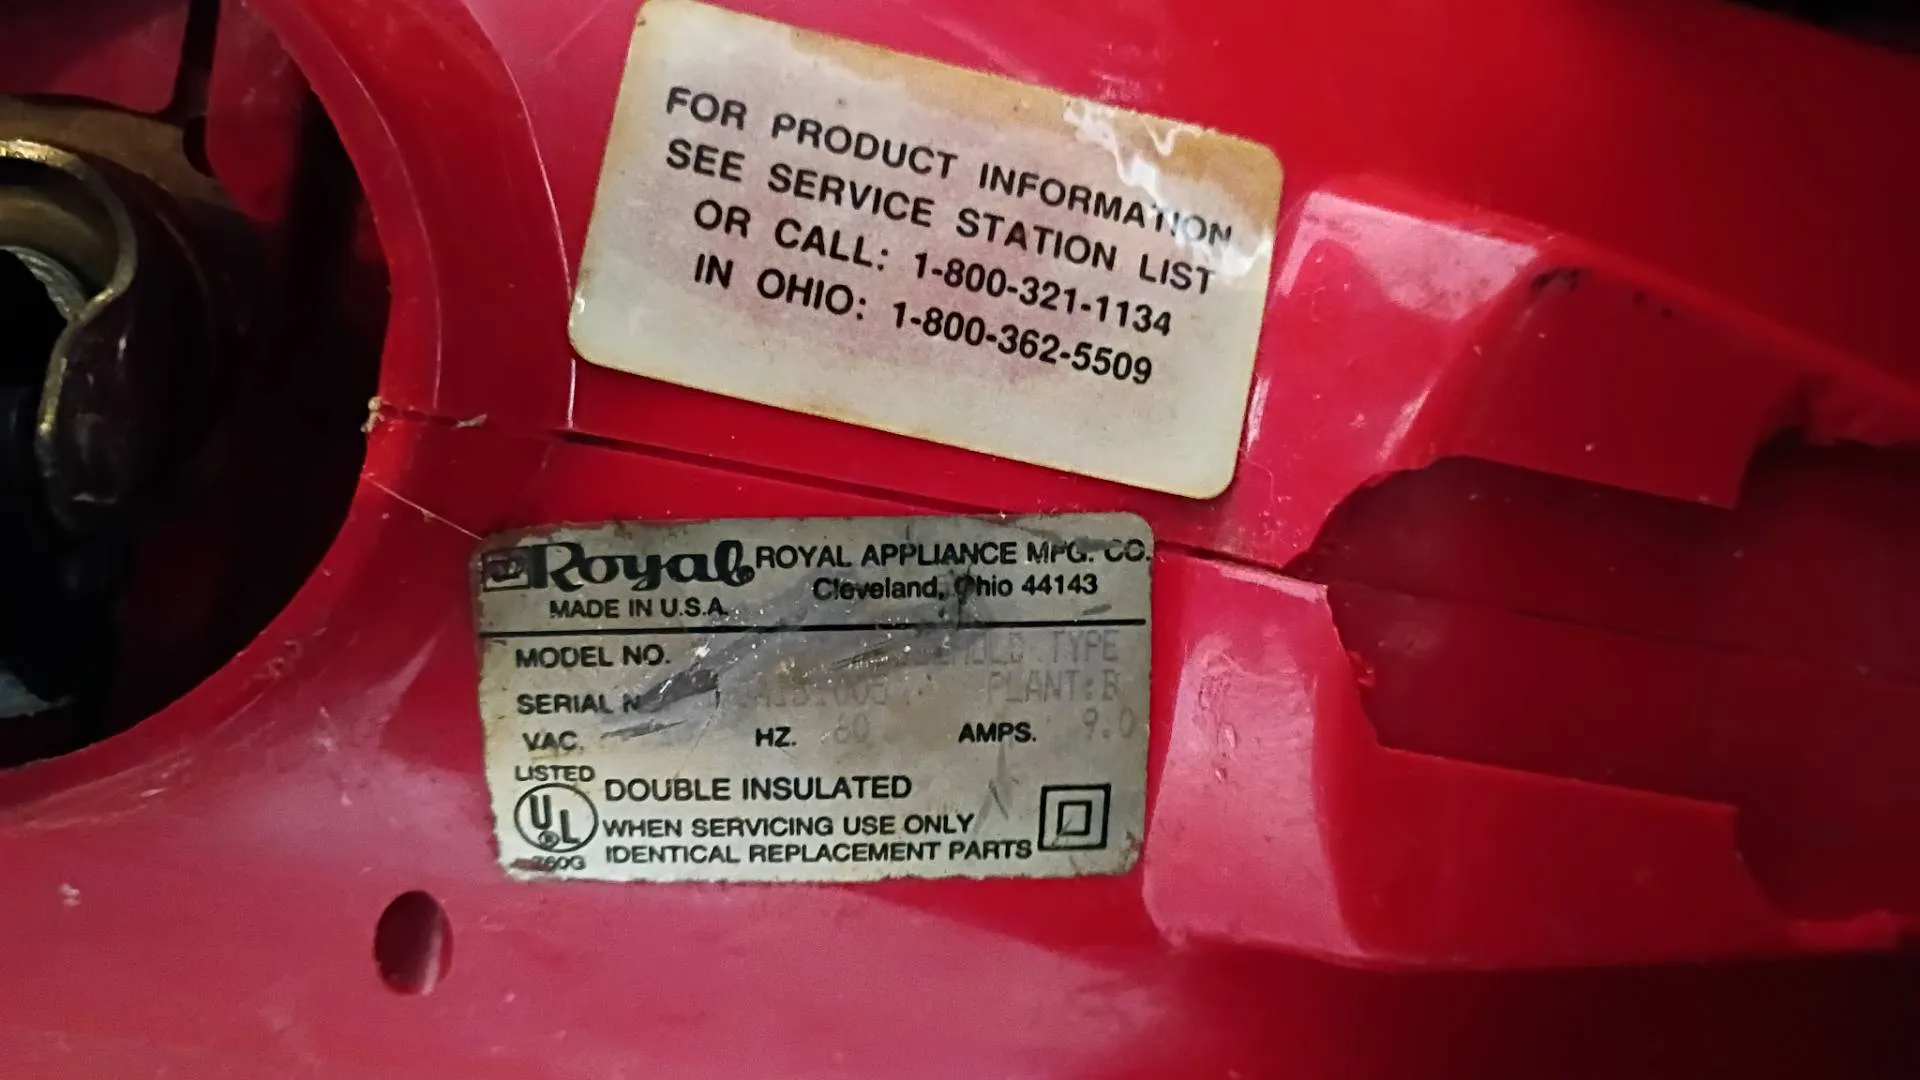 FOR PRODUCT INFORMATION
SEE SERVICE STATION LIST
OR CALL: 1-800-321-1134
IN OHIO: 1-800-362-5509
Royal ROYAL APPLIANCE MFG. CO.
Cleveland, Ohio 44143
MADE IN U.S.A.
MODEL NO. TYPE
SERIAL PLANT:B
VAC. HZ. 60 AMPS. 9.0
LISTED
UL
DOUBLE INSULATED
WHEN SERVICING USE ONLY
IDENTICAL REPLACEMENT PARTS
760G